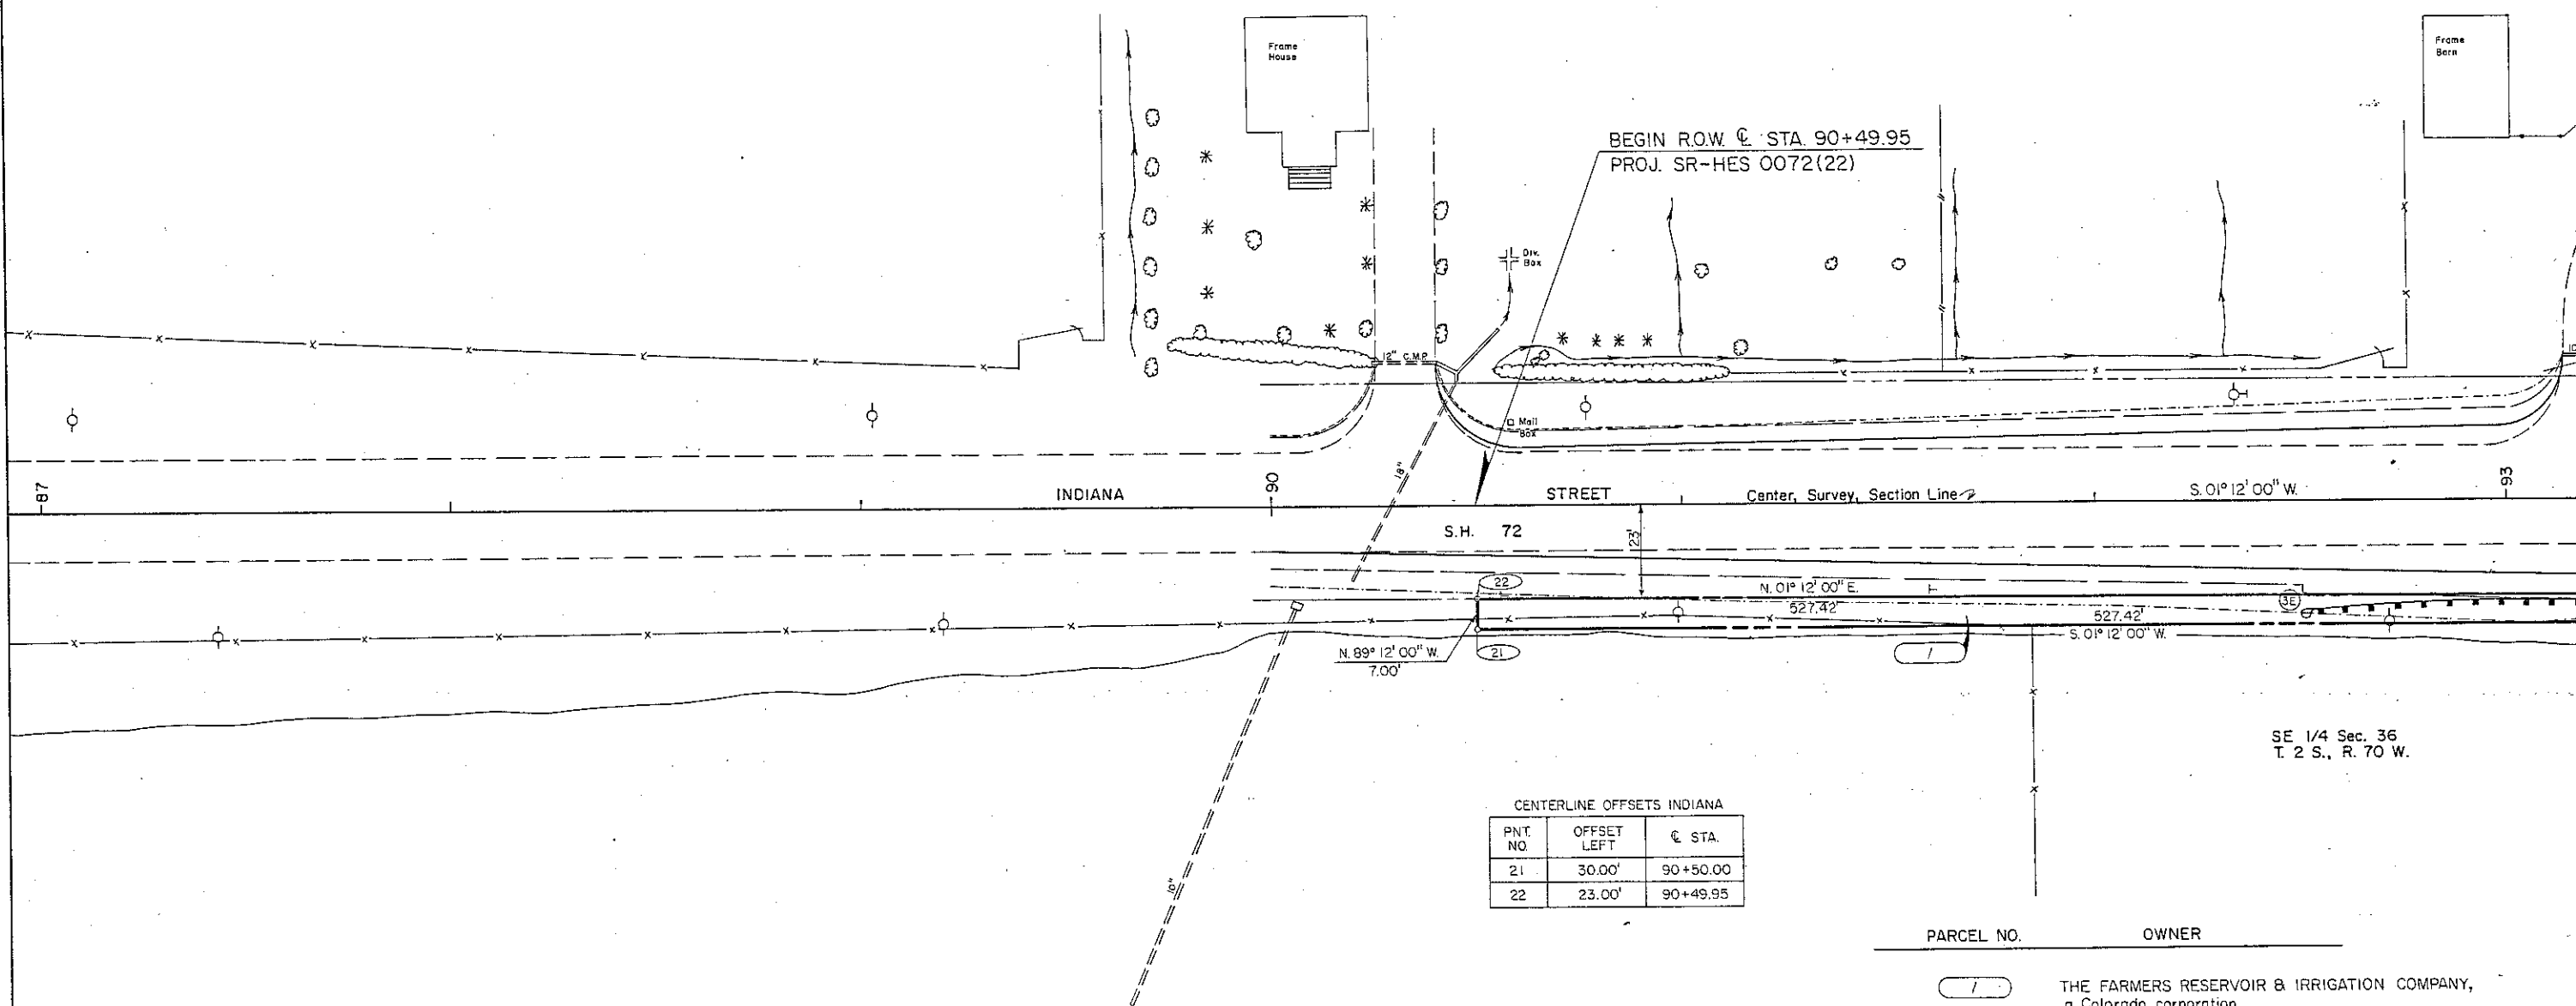 Frame
House
Frame
Barn
BEGIN R.O.W. ℄ STA. 90+49.95
PROJ. SR-HES 0072(22)
Div.
Box
12" C.M.P.
10
Mail
Box
18"
87
90
93
INDIANA
STREET
Center, Survey, Section Line
S. 01° 12' 00" W.
S.H. 72
23'
22
N. 01° 12' 00" E.
527.42'
3E
527.42'
S. 01° 12' 00" W.
N. 89° 12' 00" W.
7.00'
21
1
SE 1/4 Sec. 36
T. 2 S., R. 70 W.
10"
CENTERLINE OFFSETS INDIANA
PNT. NO. OFFSET LEFT ℄ STA.
21 30.00' 90+50.00
22 23.00' 90+49.95
PARCEL NO. OWNER
1 THE FARMERS RESERVOIR & IRRIGATION COMPANY,
a Colorado corporation